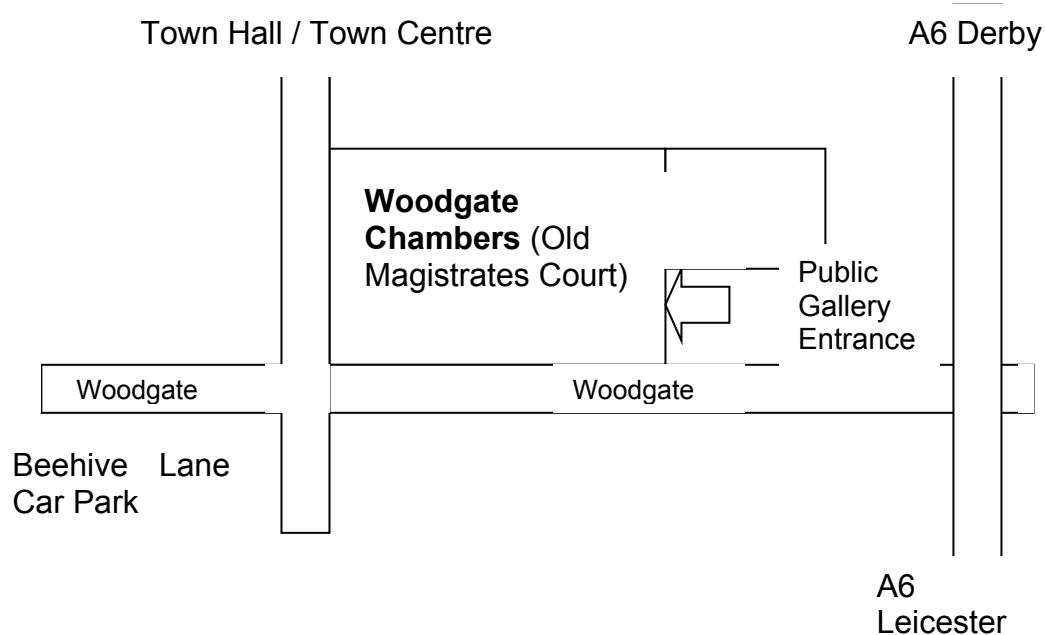 Town Hall / Town Centre
A6 Derby
Woodgate
Chambers (Old
Magistrates Court)
Public
Gallery
Entrance
Woodgate
Woodgate
Beehive Lane
Car Park
A6
Leicester